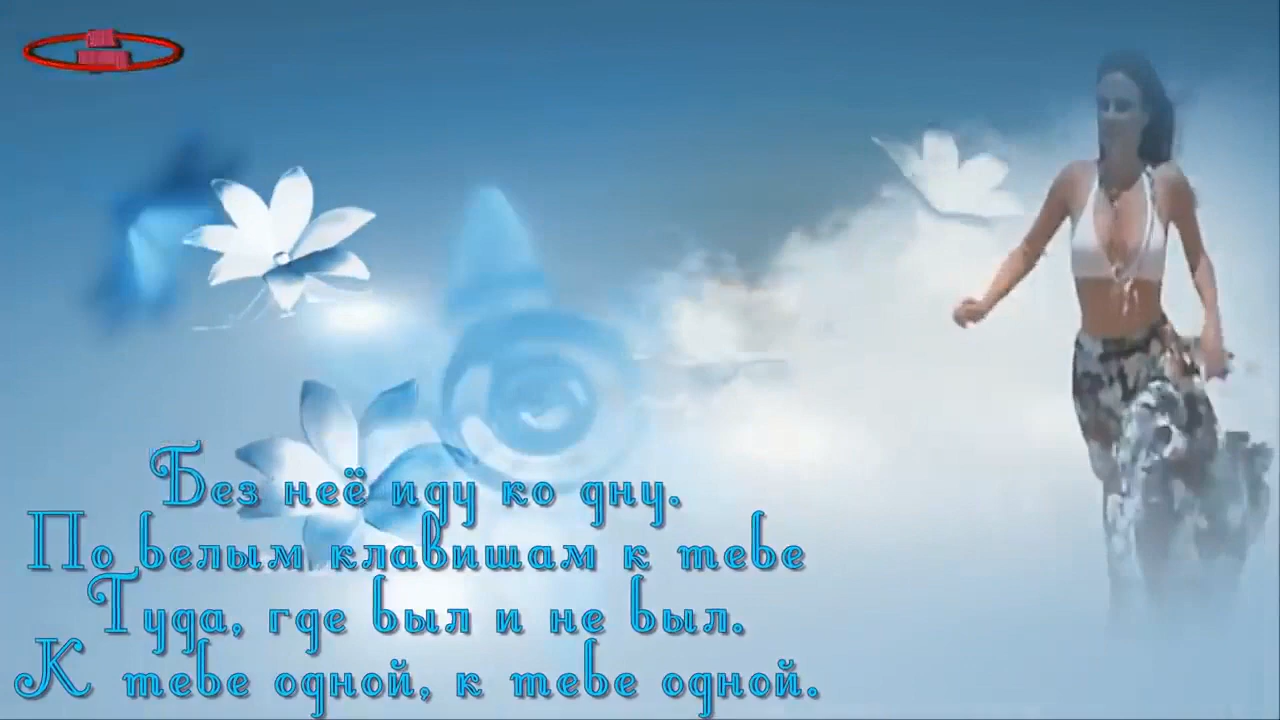 Без неё иду ко дну.
По белым клавишам к тебе
Туда, где был и не был.
К тебе одной, к тебе одной.